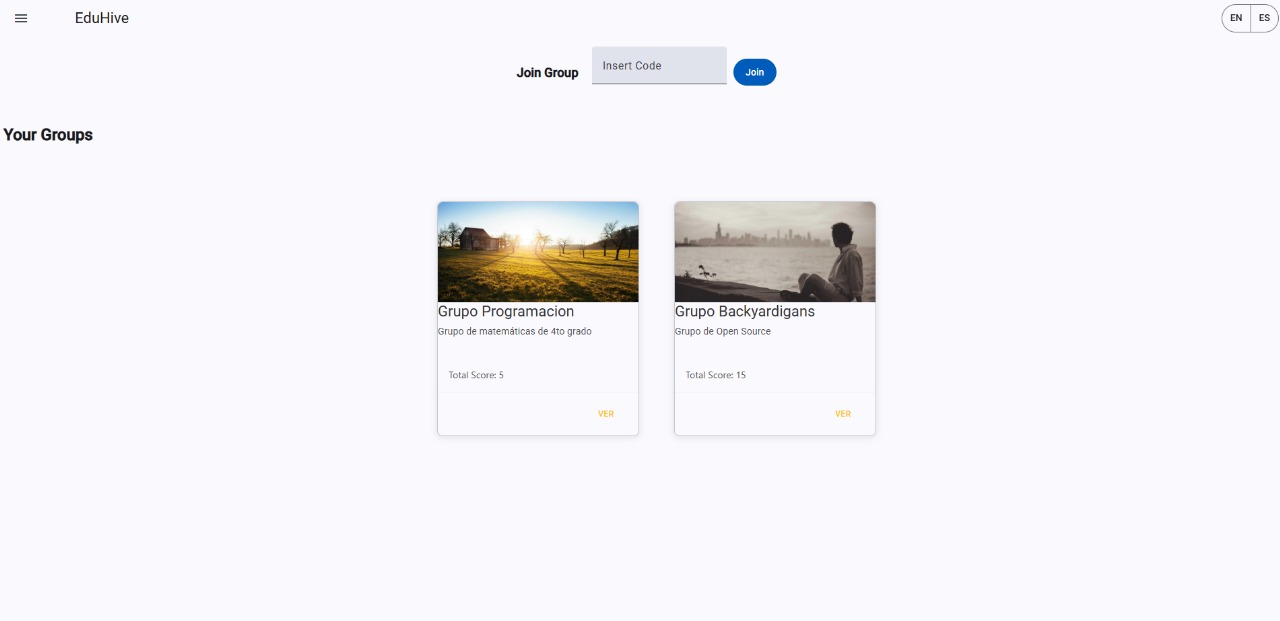 EduHive
EN ES
Join Group
Insert Code
Join
Your Groups
Grupo Programacion
Grupo de matemáticas de 4to grado
Total Score: 5
VER
Grupo Backyardigans
Grupo de Open Source
Total Score: 15
VER